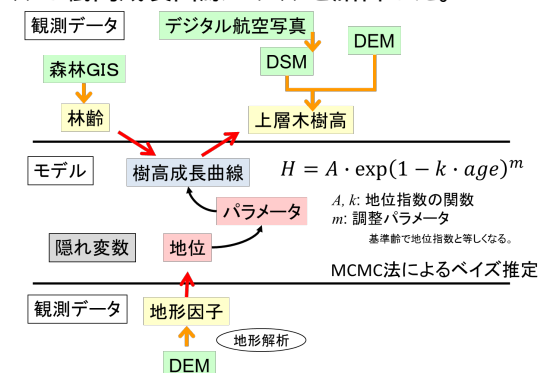 観測データ
デジタル航空写真
DEM
DSM
森林GIS
林齢
上層木樹高
モデル
樹高成長曲線
H = A · exp(1 − k · age)^m
パラメータ
A, k: 地位指数の関数
m: 調整パラメータ
基準齢で地位指数と等しくなる。
隠れ変数
地位
MCMC法によるベイズ推定
観測データ
地形因子
地形解析
DEM